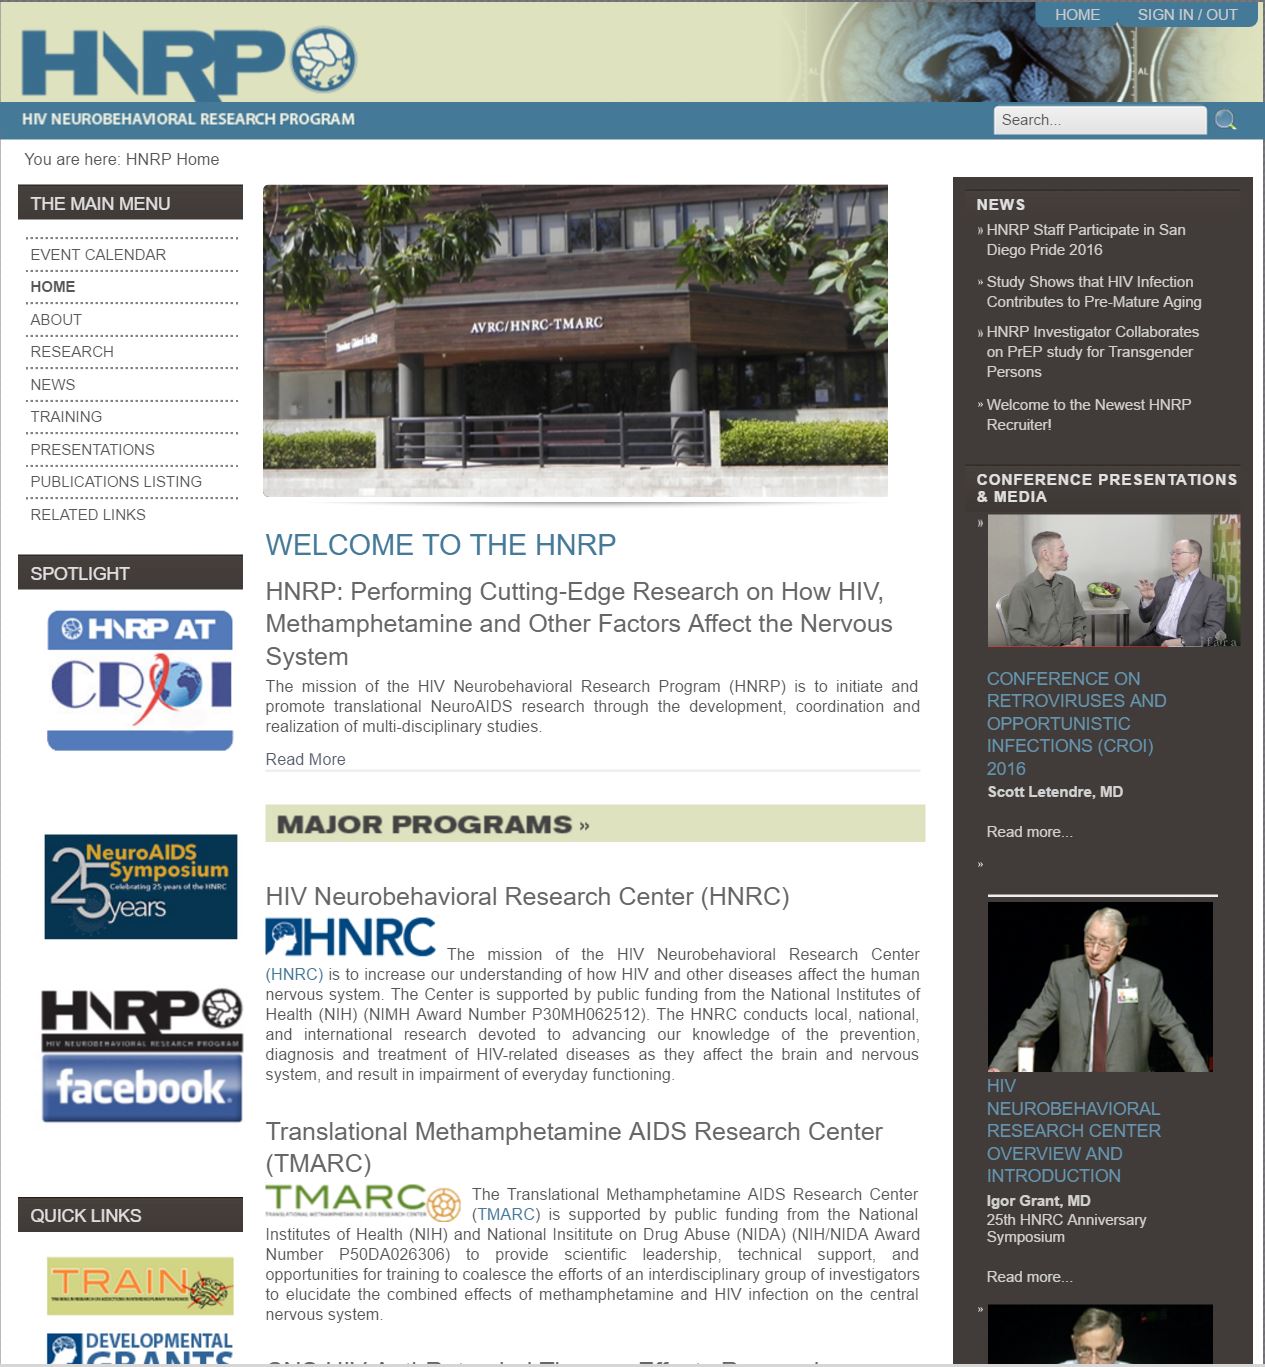 HOME
SIGN IN / OUT
HNRP
HIV NEUROBEHAVIORAL RESEARCH PROGRAM
Search...
You are here: HNRP Home
THE MAIN MENU
EVENT CALENDAR
HOME
ABOUT
RESEARCH
NEWS
TRAINING
PRESENTATIONS
PUBLICATIONS LISTING
RELATED LINKS
SPOTLIGHT
HNRP AT
CROI
25 years
NeuroAIDS
Symposium
Celebrating 25 years of the HNRC
HNRP
HIV NEUROBEHAVIORAL RESEARCH PROGRAM
facebook
QUICK LINKS
TRAIN
DEVELOPMENTAL
GRANTS
AVRC/HNRC-TMARC
WELCOME TO THE HNRP
HNRP: Performing Cutting-Edge Research on How HIV,
Methamphetamine and Other Factors Affect the Nervous
System
The mission of the HIV Neurobehavioral Research Program (HNRP) is to initiate and
promote translational NeuroAIDS research through the development, coordination and
realization of multi-disciplinary studies.
Read More
MAJOR PROGRAMS »
HIV Neurobehavioral Research Center (HNRC)
HNRC The mission of the HIV Neurobehavioral Research Center
(HNRC) is to increase our understanding of how HIV and other diseases affect the human
nervous system. The Center is supported by public funding from the National Institutes of
Health (NIH) (NIMH Award Number P30MH062512). The HNRC conducts local, national,
and international research devoted to advancing our knowledge of the prevention,
diagnosis and treatment of HIV-related diseases as they affect the brain and nervous
system, and result in impairment of everyday functioning.
Translational Methamphetamine AIDS Research Center
(TMARC)
TMARC The Translational Methamphetamine AIDS Research Center
TRANSLATIONAL METHAMPHETAMINE AIDS RESEARCH CENTER (TMARC) is supported by public funding from the National
Institutes of Health (NIH) and National Insititute on Drug Abuse (NIDA) (NIH/NIDA Award
Number P50DA026306) to provide scientific leadership, technical support, and
opportunities for training to coalesce the efforts of an interdisciplinary group of investigators
to elucidate the combined effects of methamphetamine and HIV infection on the central
nervous system.
NEWS
» HNRP Staff Participate in San
Diego Pride 2016
» Study Shows that HIV Infection
Contributes to Pre-Mature Aging
» HNRP Investigator Collaborates
on PrEP study for Transgender
Persons
» Welcome to the Newest HNRP
Recruiter!
CONFERENCE PRESENTATIONS
& MEDIA
»
CONFERENCE ON
RETROVIRUSES AND
OPPORTUNISTIC
INFECTIONS (CROI)
2016
Scott Letendre, MD
Read more...
»
HIV
NEUROBEHAVIORAL
RESEARCH CENTER
OVERVIEW AND
INTRODUCTION
Igor Grant, MD
25th HNRC Anniversary
Symposium
Read more...
»